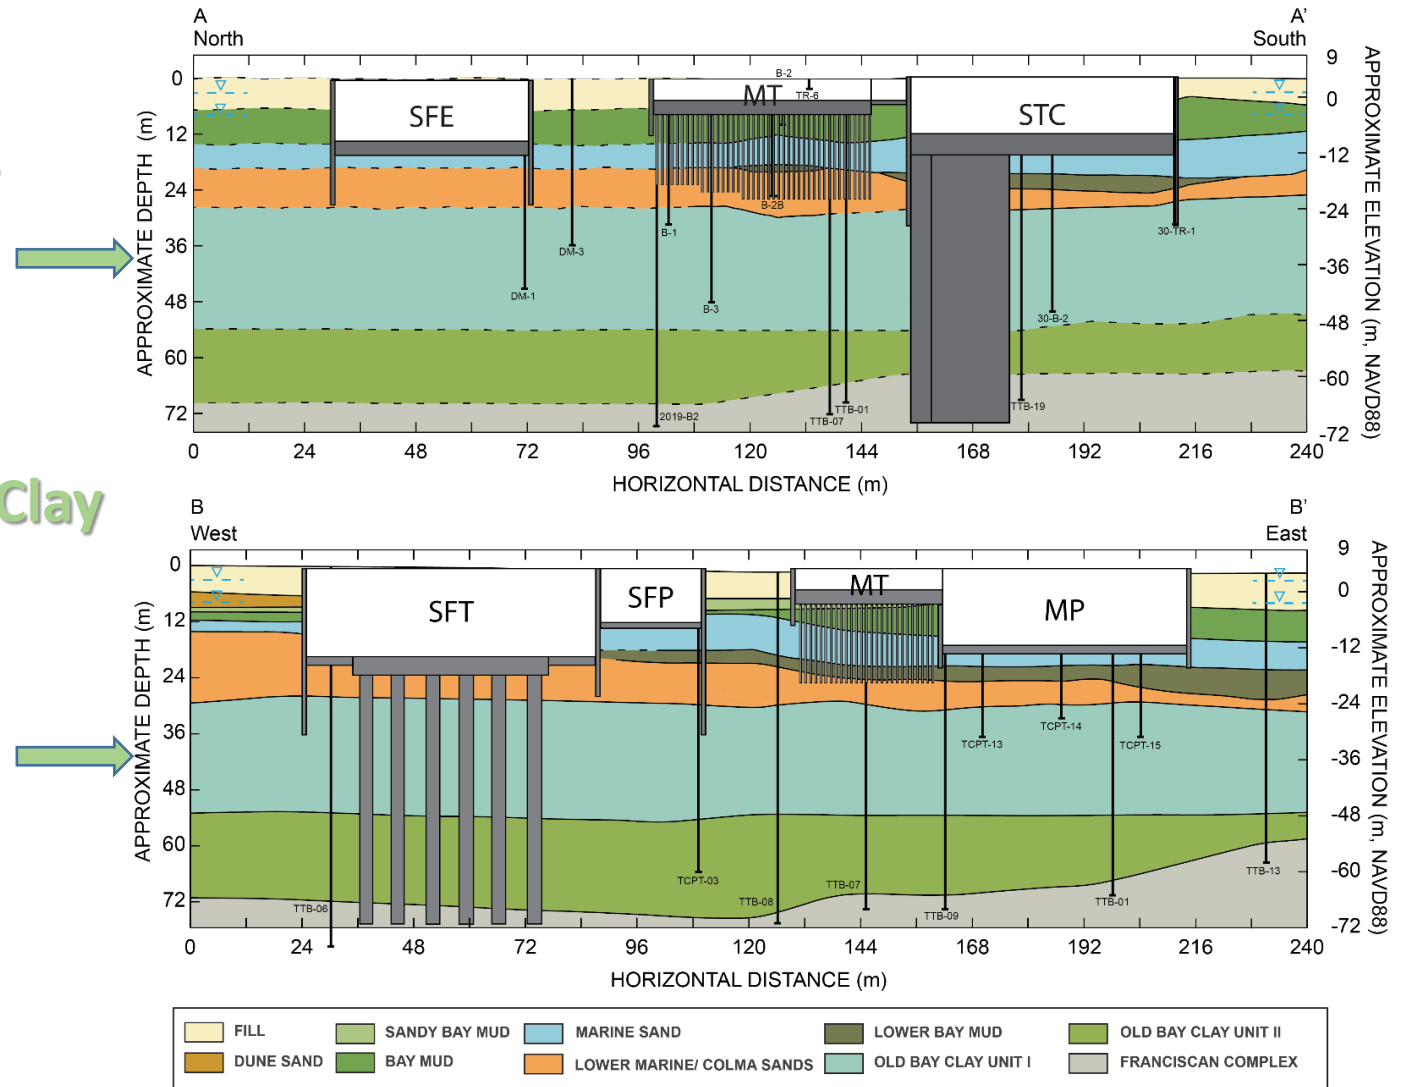 A
North
A'
South
APPROXIMATE DEPTH (m)
0
12
24
36
48
60
72
9
0
-12
-24
-36
-48
-60
-72
APPROXIMATE ELEVATION (m, NAVD88)
SFE
MT
STC
B-2
TR-6
B-2B
B-1
DM-3
DM-1
B-3
30-TR-1
30-B-2
2019-B2
TTB-07
TTB-01
TTB-19
0 24 48 72 96 120 144 168 192 216 240
HORIZONTAL DISTANCE (m)
Clay
B
West
B'
East
APPROXIMATE DEPTH (m)
0
12
24
36
48
60
72
9
0
-12
-24
-36
-48
-60
-72
APPROXIMATE ELEVATION (m, NAVD88)
SFT
SFP
MT
MP
TCPT-13
TCPT-14
TCPT-15
TCPT-03
TTB-06
TTB-08
TTB-07
TTB-09
TTB-01
TTB-13
0 24 48 72 96 120 144 168 192 216 240
HORIZONTAL DISTANCE (m)
FILL
SANDY BAY MUD
MARINE SAND
LOWER BAY MUD
OLD BAY CLAY UNIT II
DUNE SAND
BAY MUD
LOWER MARINE/ COLMA SANDS
OLD BAY CLAY UNIT I
FRANCISCAN COMPLEX